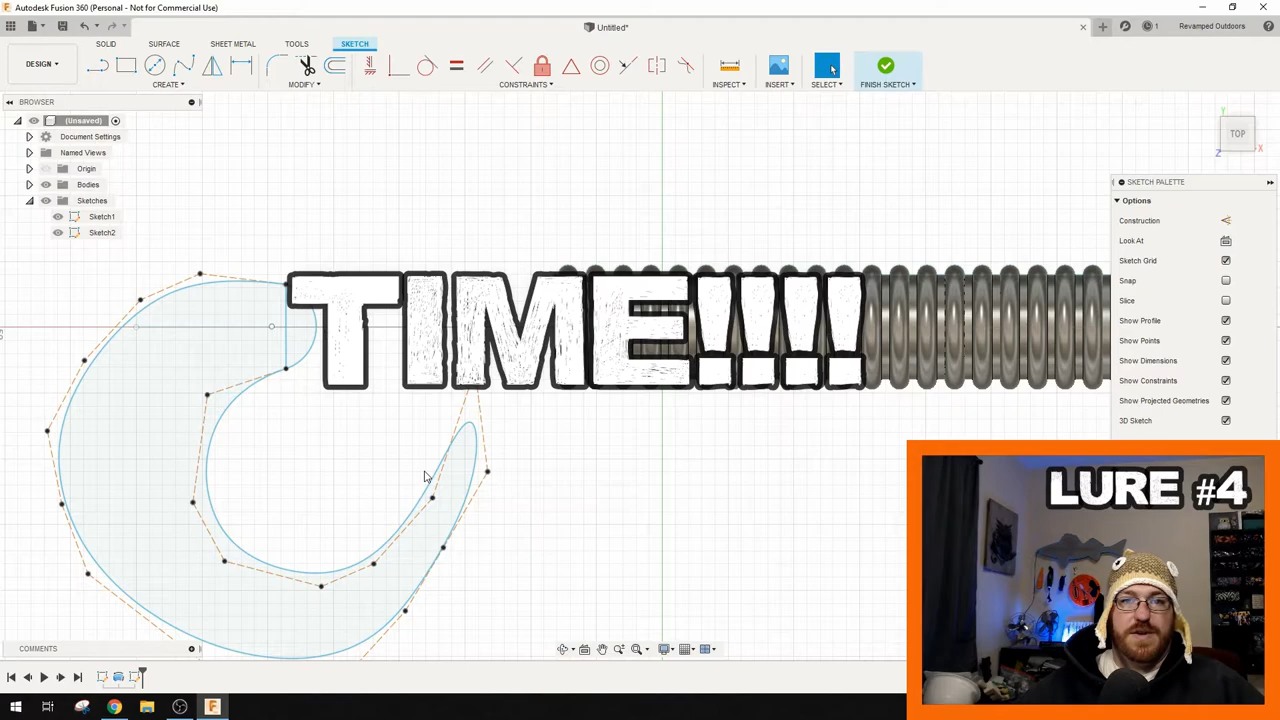 Autodesk Fusion 360 (Personal - Not for Commercial Use)
Untitled*
1
Revamped Outdoors
SOLID
SURFACE
SHEET METAL
TOOLS
SKETCH
DESIGN
CREATE
MODIFY
CONSTRAINTS
INSPECT
INSERT
SELECT
FINISH SKETCH
BROWSER
(Unsaved)
Document Settings
Named Views
Origin
Bodies
Sketches
Sketch1
Sketch2
Y
TOP
X
Z
SKETCH PALETTE
Options
Construction
Look At
Sketch Grid
Snap
Slice
Show Profile
Show Points
Show Dimensions
Show Constraints
Show Projected Geometries
3D Sketch
TIME!!!!
LURE #4
COMMENTS